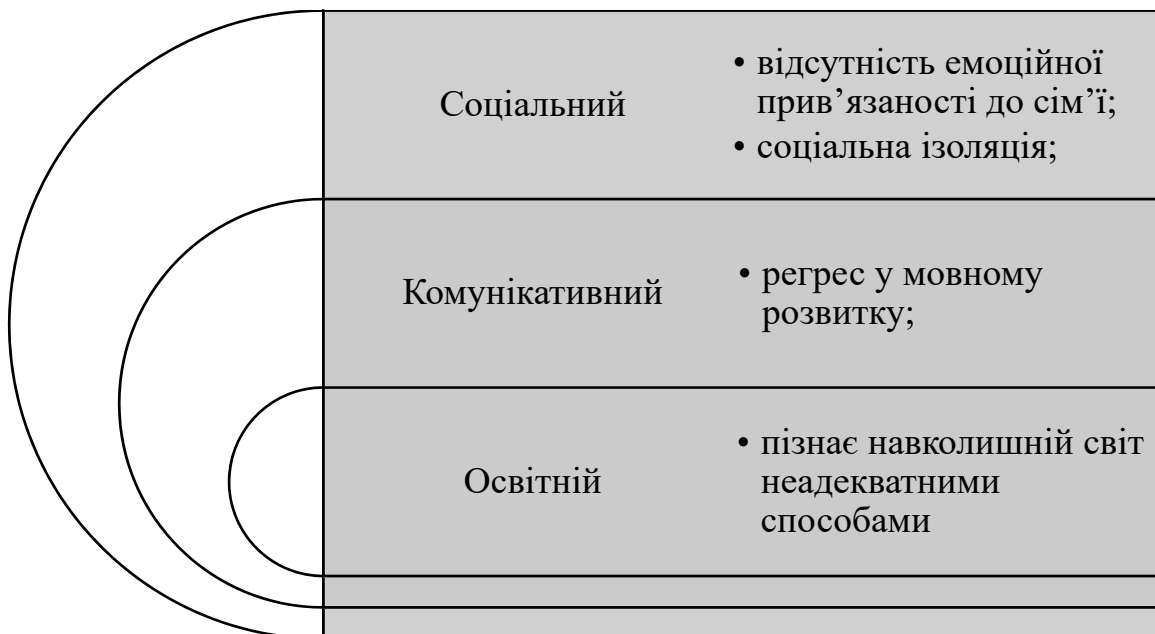 Соціальний
• відсутність емоційної
прив’язаності до сім’ї;
• соціальна ізоляція;
Комунікативний
• регрес у мовному
розвитку;
Освітній
• пізнає навколишній світ
неадекватними
способами